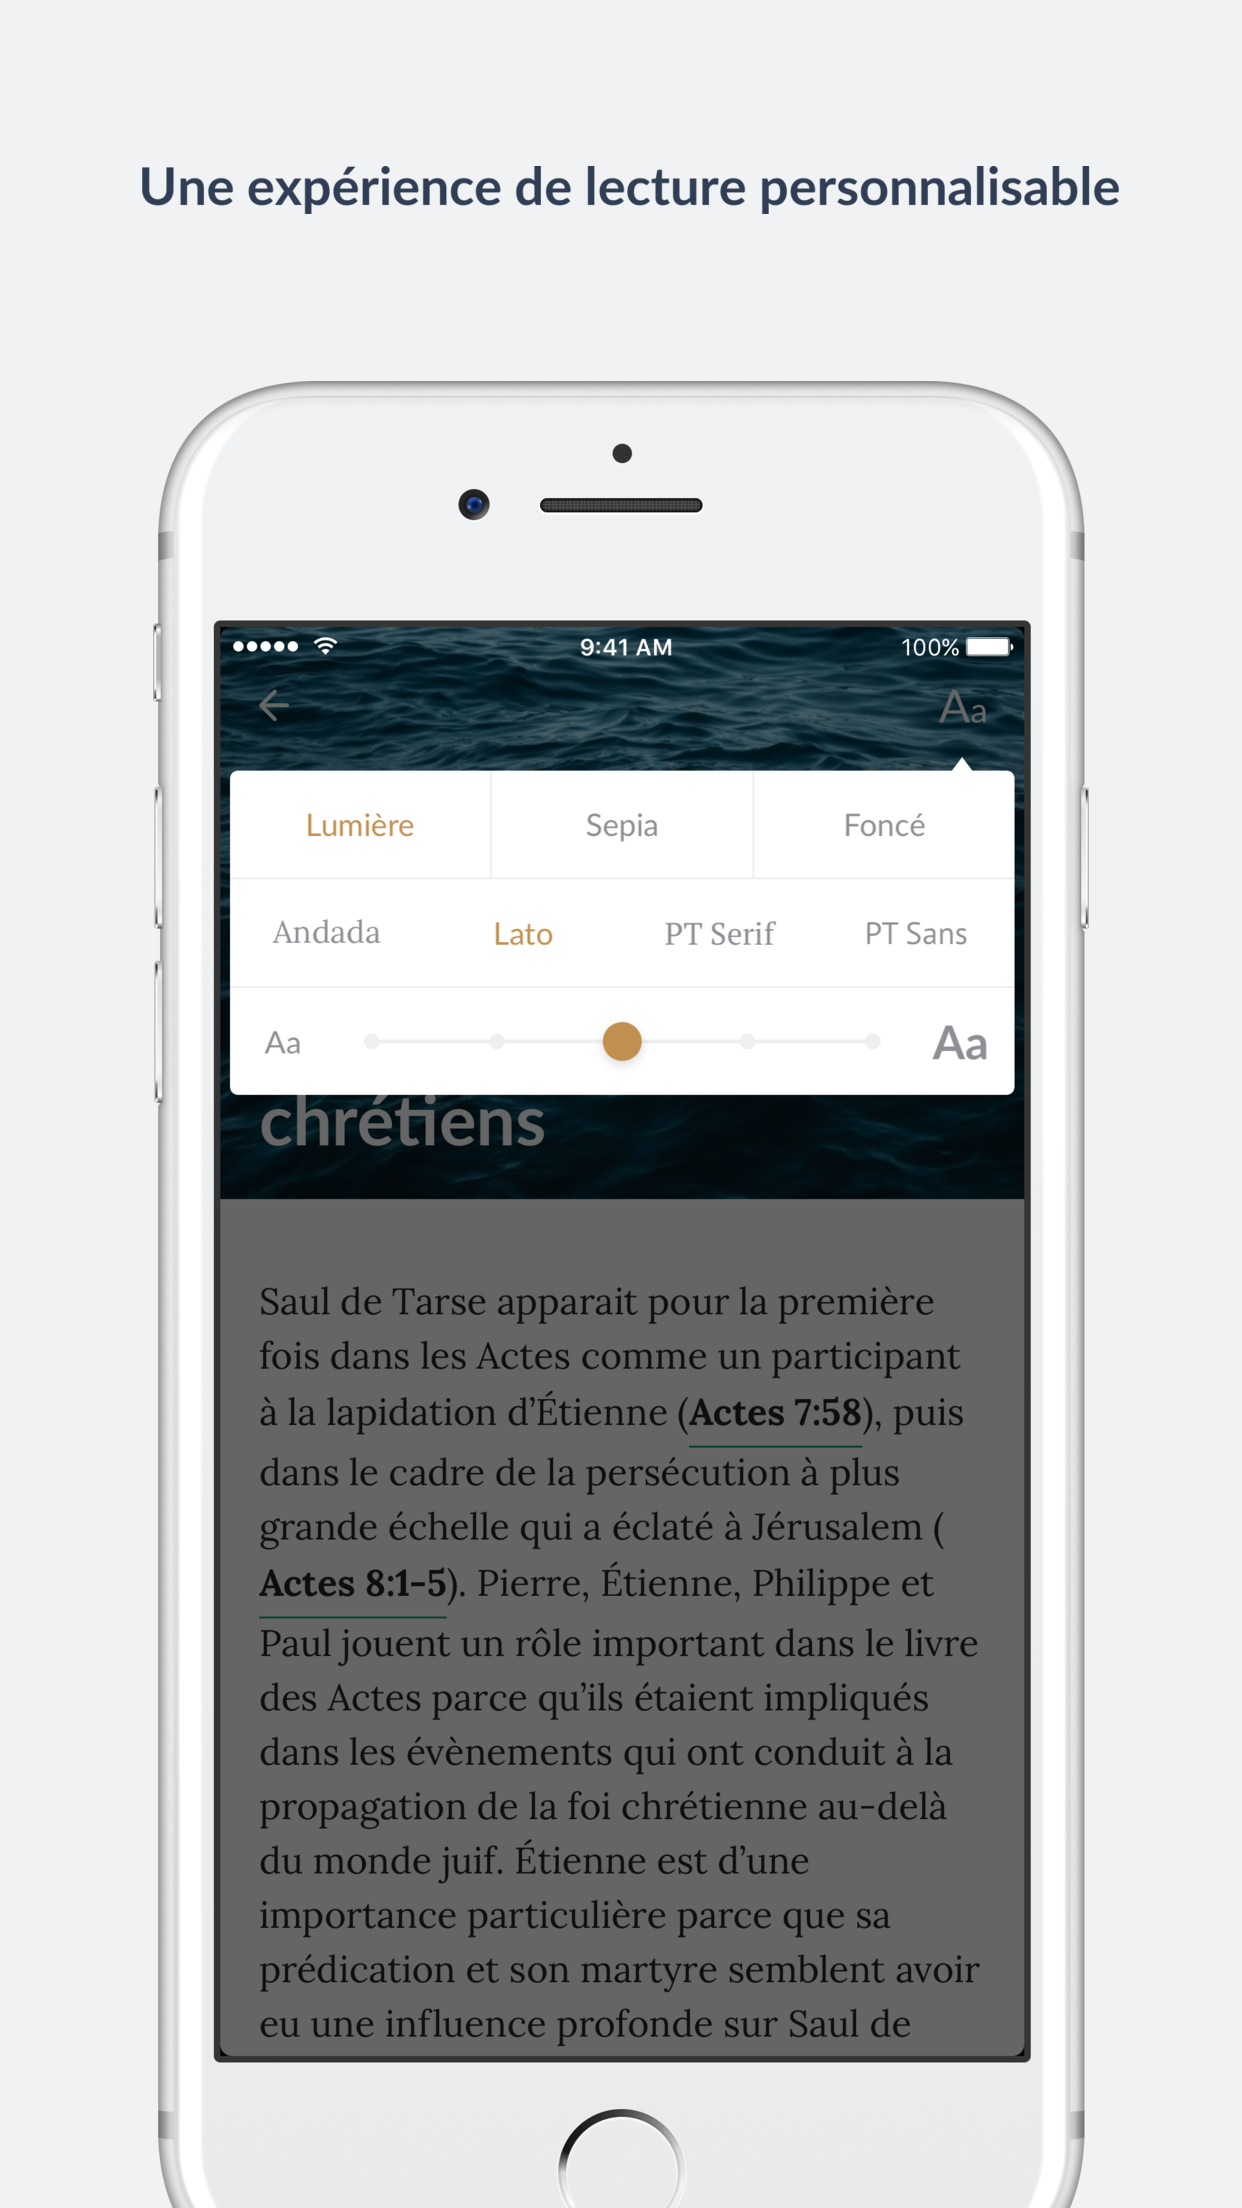 Une expérience de lecture personnalisable
9:41 AM
100%
Aa
Lumière
Sepia
Foncé
Andada
Lato
PT Serif
PT Sans
Aa
Aa
chrétiens
Saul de Tarse apparait pour la première
fois dans les Actes comme un participant
à la lapidation d’Étienne (Actes 7:58), puis
dans le cadre de la persécution à plus
grande échelle qui a éclaté à Jérusalem (
Actes 8:1-5). Pierre, Étienne, Philippe et
Paul jouent un rôle important dans le livre
des Actes parce qu’ils étaient impliqués
dans les évènements qui ont conduit à la
propagation de la foi chrétienne au-delà
du monde juif. Étienne est d’une
importance particulière parce que sa
prédication et son martyre semblent avoir
eu une influence profonde sur Saul de